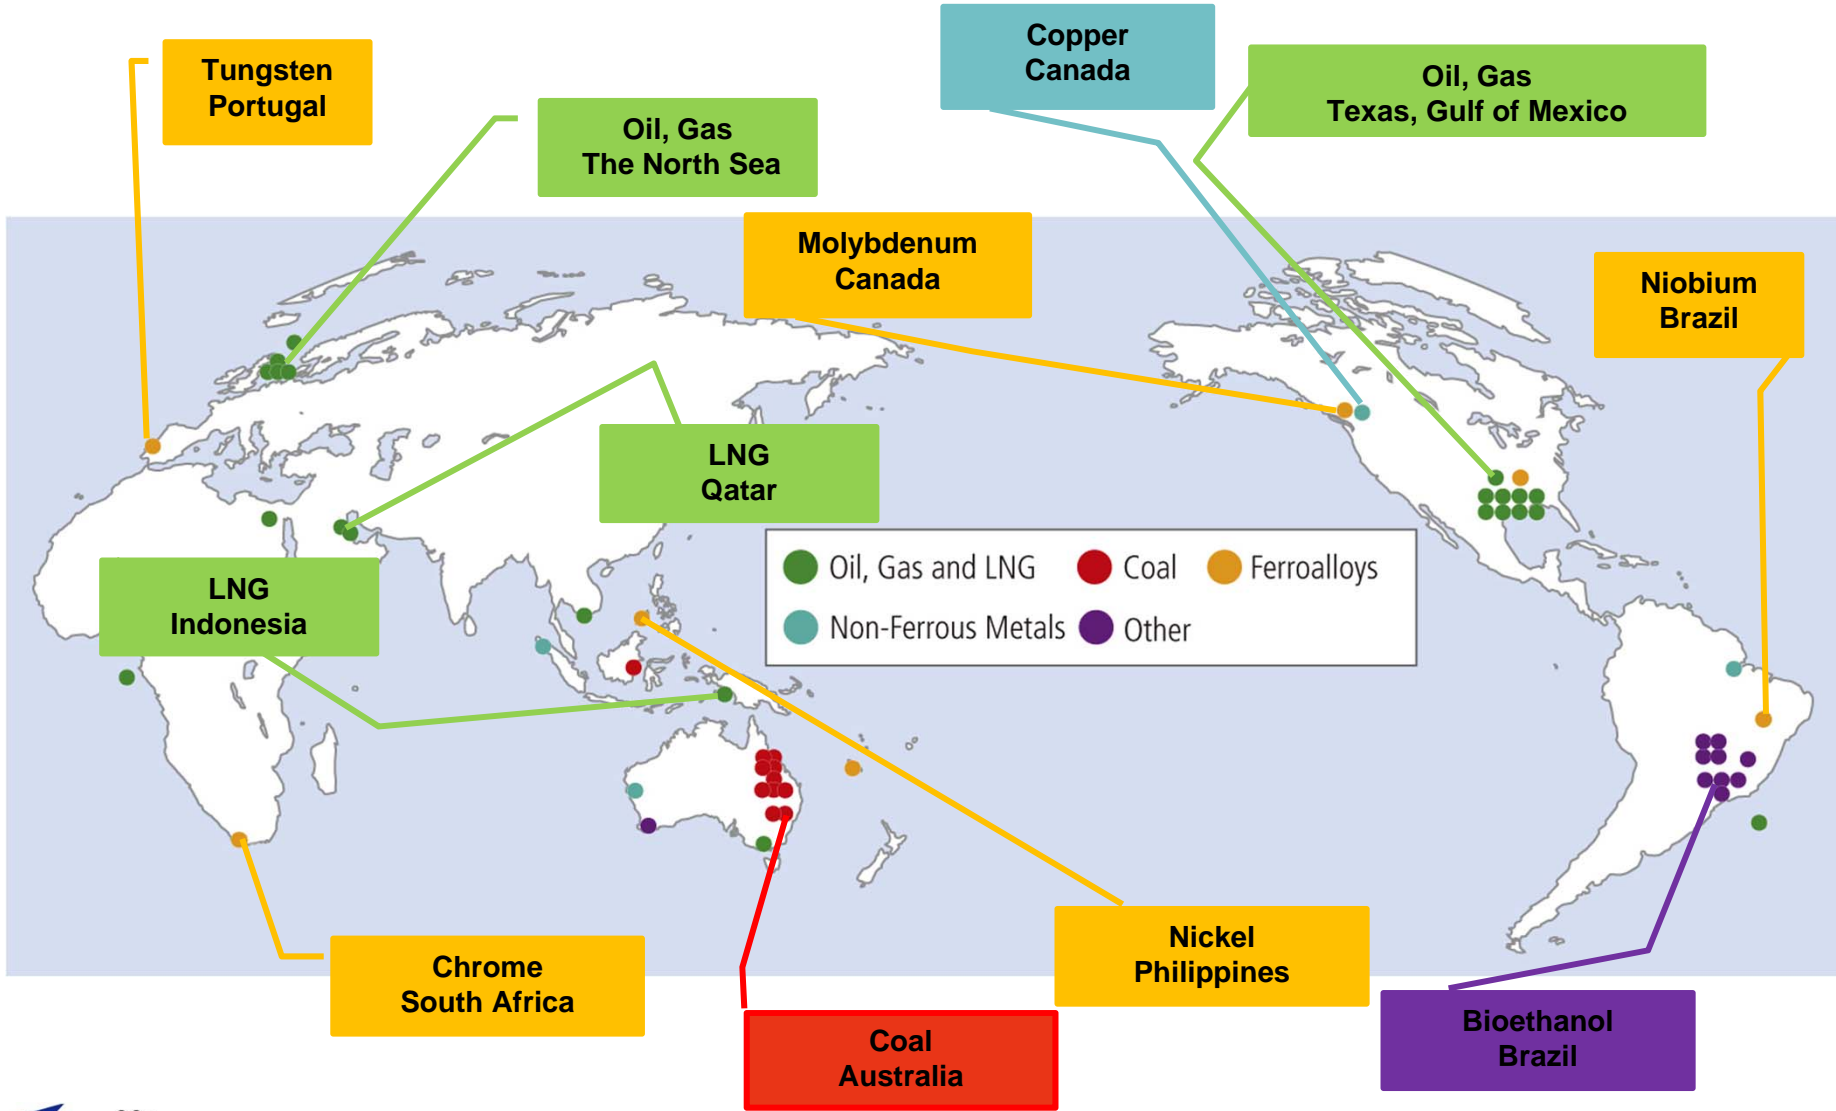 Copper
Canada
Tungsten
Portugal
Oil, Gas
Texas, Gulf of Mexico
Oil, Gas
The North Sea
Molybdenum
Canada
Niobium
Brazil
LNG
Qatar
Oil, Gas and LNG
Coal
Ferroalloys
Non-Ferrous Metals
Other
LNG
Indonesia
Nickel
Philippines
Chrome
South Africa
Coal
Australia
Bioethanol
Brazil